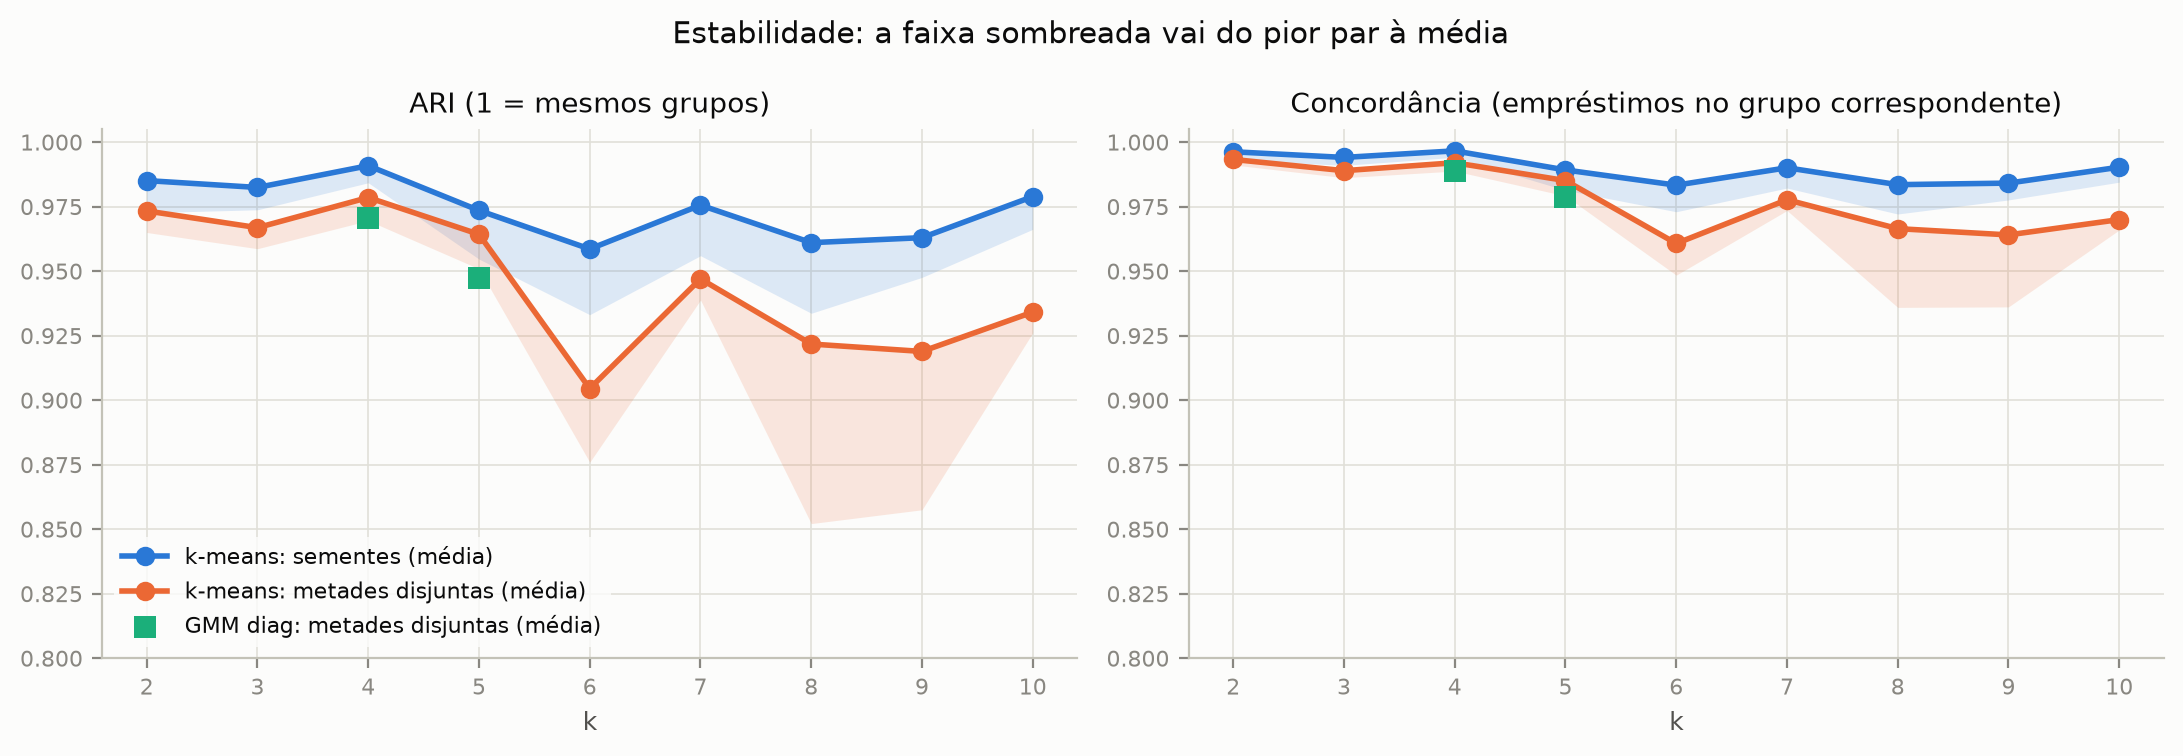 Estabilidade: a faixa sombreada vai do pior par à média
ARI (1 = mesmos grupos)
1.000
0.975
0.950
0.925
0.900
0.875
0.850
0.825
0.800
k-means: sementes (média)
k-means: metades disjuntas (média)
GMM diag: metades disjuntas (média)
2 3 4 5 6 7 8 9 10
k
Concordância (empréstimos no grupo correspondente)
1.000
0.975
0.950
0.925
0.900
0.875
0.850
0.825
0.800
2 3 4 5 6 7 8 9 10
k